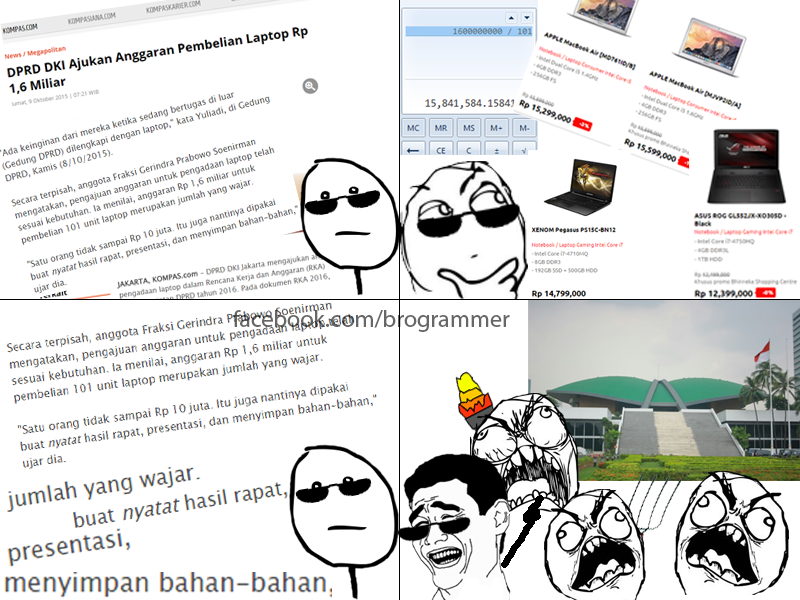 KOMPAS.COM
KOMPASIANA.COM
KOMPASKARIER.COM
News / Megapolitan
DPRD DKI Ajukan Anggaran Pembelian Laptop Rp
1,6 Miliar
Jumat, 9 Oktober 2015 | 07:21 WIB
"Ada keinginan dari mereka ketika sedang bertugas di luar
(Gedung DPRD) dilengkapi dengan laptop," kata Yuliadi, di Gedung
DPRD, Kamis (8/10/2015).
Secara terpisah, anggota Fraksi Gerindra Prabowo Soenirman
mengatakan, pengajuan anggaran untuk pengadaan laptop telah
sesuai kebutuhan. Ia menilai, anggaran Rp 1,6 miliar untuk
pembelian 101 unit laptop merupakan jumlah yang wajar.
"Satu orang tidak sampai Rp 10 juta. Itu juga nantinya dipakai
buat nyatat hasil rapat, presentasi, dan menyimpan bahan-bahan,"
ujar dia.
JAKARTA, KOMPAS.com – DPRD DKI Jakarta mengajukan
pengadaan laptop dalam Rencana Kerja dan Anggaran (RKA)
DPRD tahun 2016. Pada dokumen RKA 2016,
1600000000 / 101
15,841,584.15841
MC MR MS M+ M-
← CE C ± √
APPLE MacBook Air [MD761ID/B]
Notebook / Laptop Consumer Intel Core i5
- Intel Dual Core i5 1.4GHz
- 4GB DDR3
- 256GB FS
Rp 15,299,000
APPLE MacBook Air [MJVP2ID/A]
Notebook / Laptop Consumer Intel Core i5
- 4GB DDR3
- 256GB FS
Rp 15,599,000
XENOM Pegasus PS15C-BN12
Notebook / Laptop Gaming Intel Core i7
- Intel Core i7-4710HQ
- 8GB DDR3
- 192GB SSD + 500GB HDD
Rp 14,799,000
ASUS ROG GL552JX-XO305D -
Black
Notebook / Laptop Gaming Intel Core i7
- Intel Core i7-4750HQ
- 4GB DDR3L
- 1TB HDD
Khusus promo Bhinneka Shopping Centre
Rp 12,399,000
facebook.com/brogrammer
Secara terpisah, anggota Fraksi Gerindra Prabowo Soenirman
mengatakan, pengajuan anggaran untuk pengadaan laptop telah
sesuai kebutuhan. Ia menilai, anggaran Rp 1,6 miliar untuk
pembelian 101 unit laptop merupakan jumlah yang wajar.
"Satu orang tidak sampai Rp 10 juta. Itu juga nantinya dipakai
buat nyatat hasil rapat, presentasi, dan menyimpan bahan-bahan,"
ujar dia.
jumlah yang wajar.
buat nyatat hasil rapat,
presentasi,
menyimpan bahan-bahan,